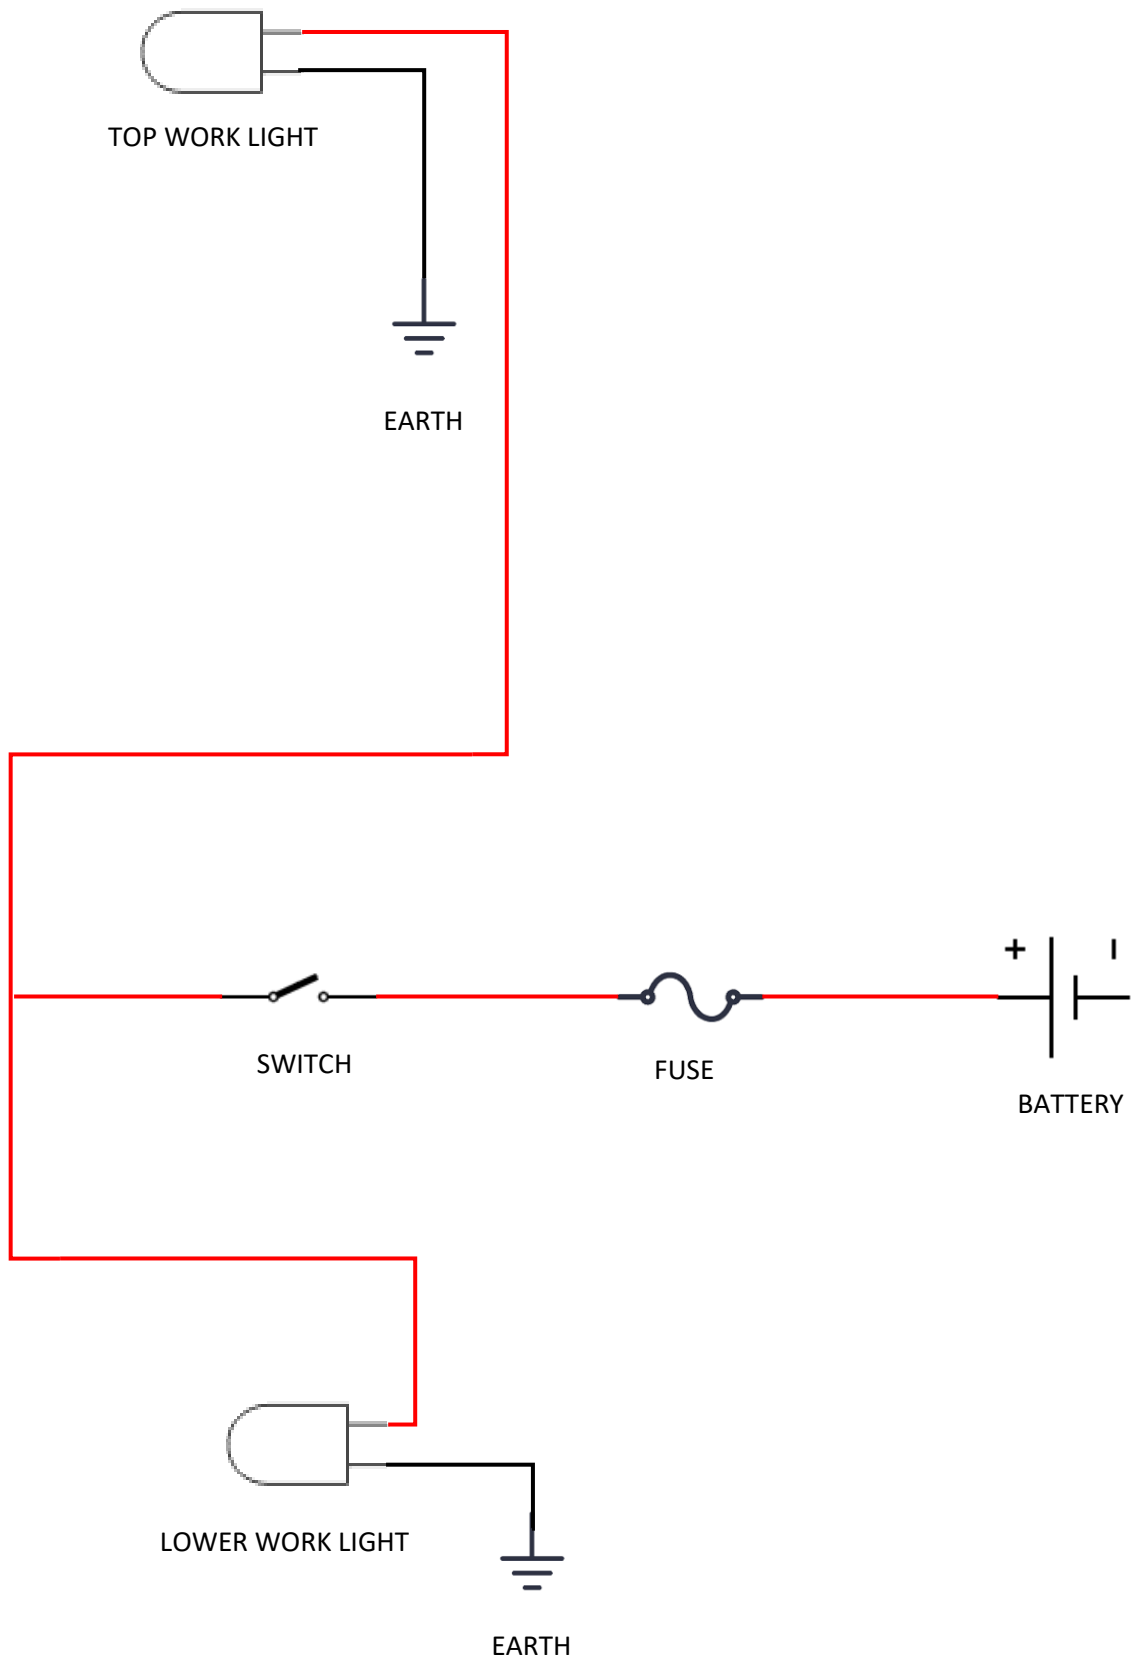 TOP WORK LIGHT
EARTH
+ –
SWITCH
FUSE
BATTERY
LOWER WORK LIGHT
EARTH